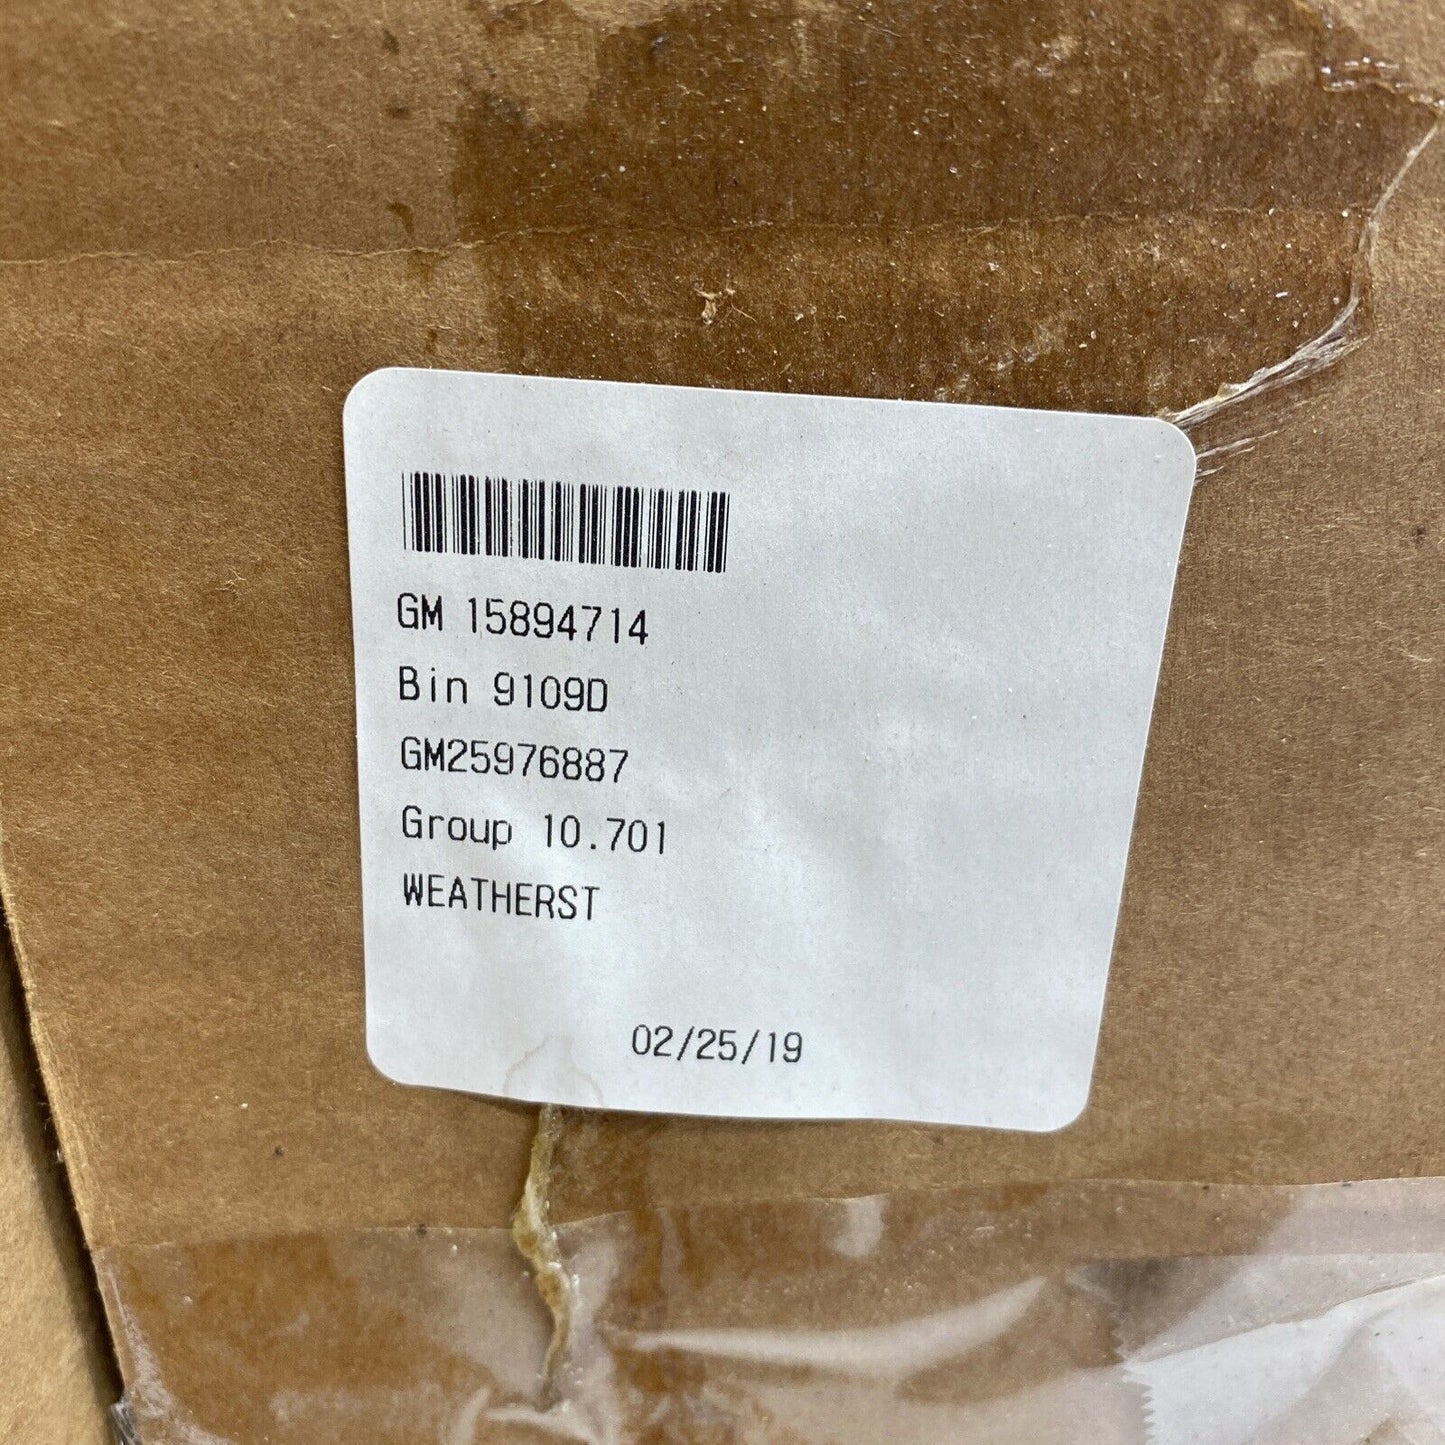 GM 15894714
Bin 9109D
GM25976887
Group 10.701
WEATHERST
02/25/19